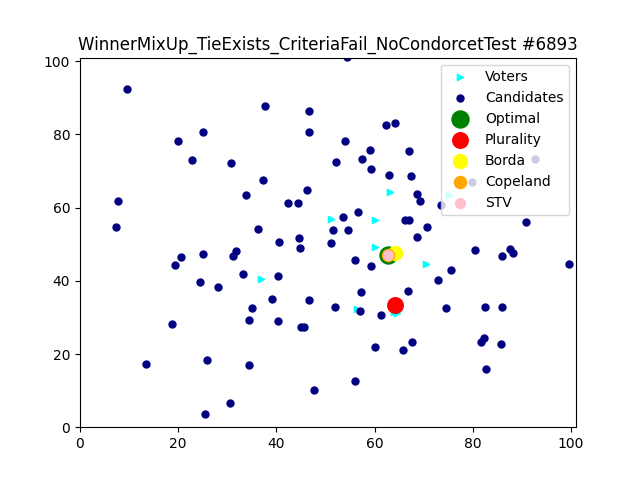 WinnerMixUp_TieExists_CriteriaFail_NoCondorcetTest #6893
100
80
60
40
20
0
0 20 40 60 80 100
Voters
Candidates
Optimal
Plurality
Borda
Copeland
STV